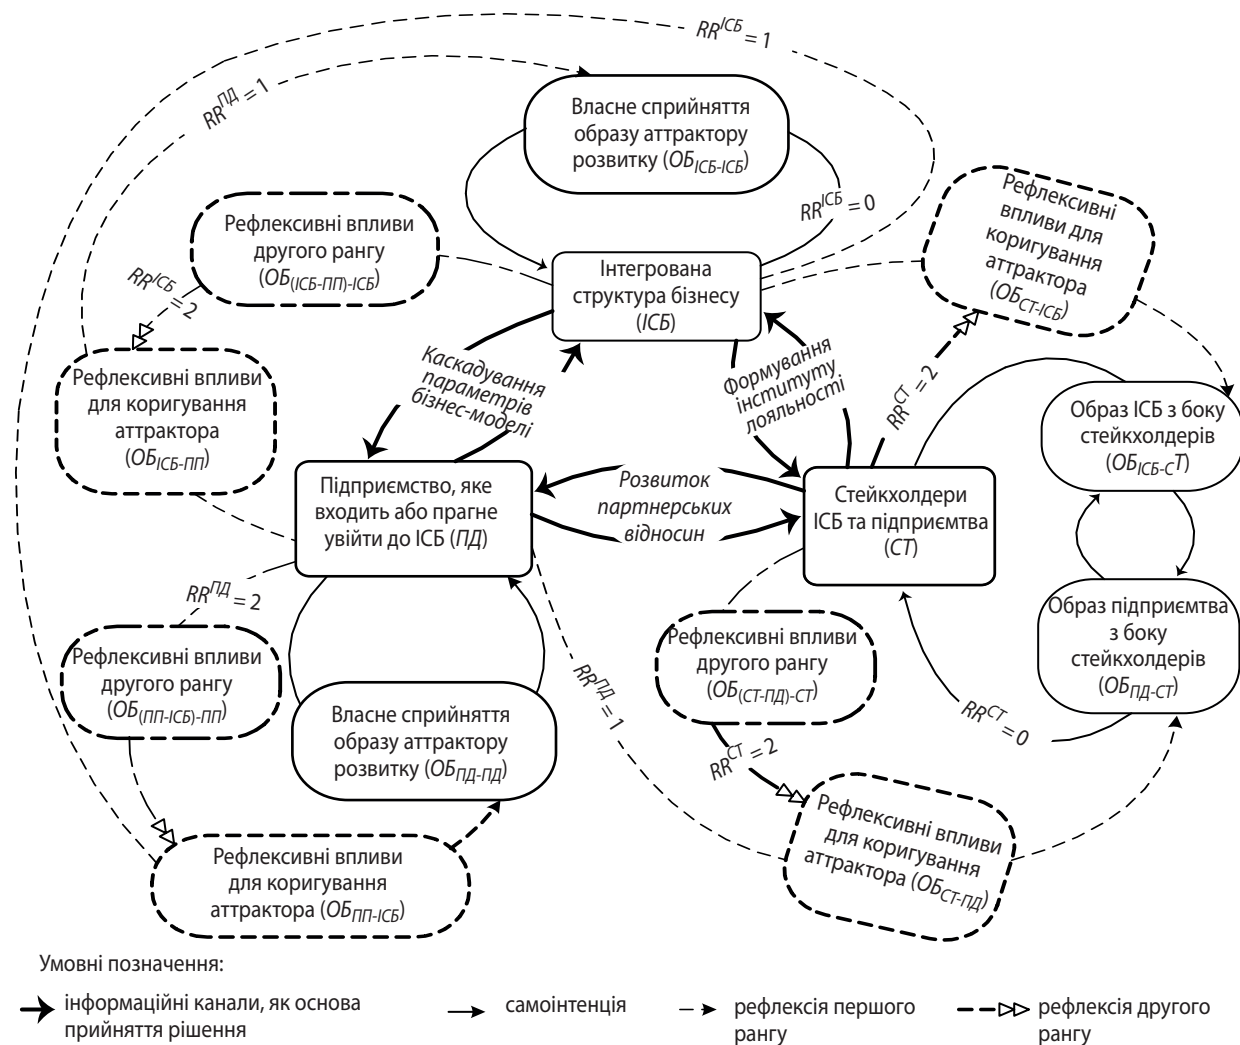 RR^ІСБ = 1
RR^ПД = 1
Власне сприйняття
образу аттрактору
розвитку (ОБ_ІСБ-ІСБ)
RR^ІСБ = 0
Рефлексивні
впливи для
коригування
аттрактора
(ОБ_СТ-ІСБ)
Рефлексивні впливи
другого рангу
(ОБ_(ІСБ-ПП)-ІСБ)
RR^ІСБ = 2
Інтегрована
структура бізнесу
(ІСБ)
Каскадування
параметрів
бізнес-моделі
Формування
інституту
лояльності
RR^СТ = 2
Рефлексивні впливи
для коригування
аттрактора
(ОБ_ІСБ-ПП)
Образ ІСБ з боку
стейкхолдерів
(ОБ_ІСБ-СТ)
Підприємство, яке
входить або прагне
увійти до ІСБ (ПД)
Розвиток
партнерських
відносин
Стейкхолдери
ІСБ та підприємтва
(СТ)
RR^ПД = 2
Образ підприємтва
з боку
стейкхолдерів
(ОБ_ПД-СТ)
Рефлексивні впливи
другого рангу
(ОБ_(ПП-ІСБ)-ПП)
Рефлексивні впливи
другого рангу
(ОБ_(СТ-ПД)-СТ)
RR^ПД = 1
RR^СТ = 0
Власне сприйняття
образу аттрактору
розвитку (ОБ_ПД-ПД)
RR^СТ = 2
Рефлексивні впливи
для коригування
аттрактора (ОБ_СТ-ПД)
Рефлексивні впливи
для коригування
аттрактора (ОБ_ПП-ІСБ)
Умовні позначення:
інформаційні канали, як основа
прийняття рішення
самоінтенція
рефлексія першого
рангу
рефлексія другого
рангу